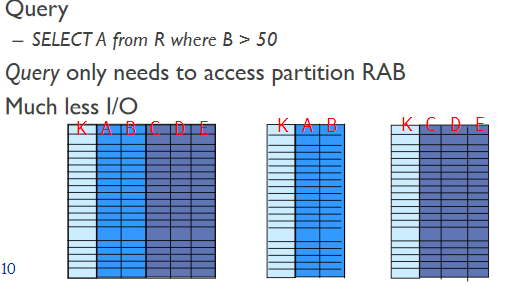 Query
– SELECT A from R where B > 50
Query only needs to access partition RAB
Much less I/O
K A B C D E
K A B
K C D E
10